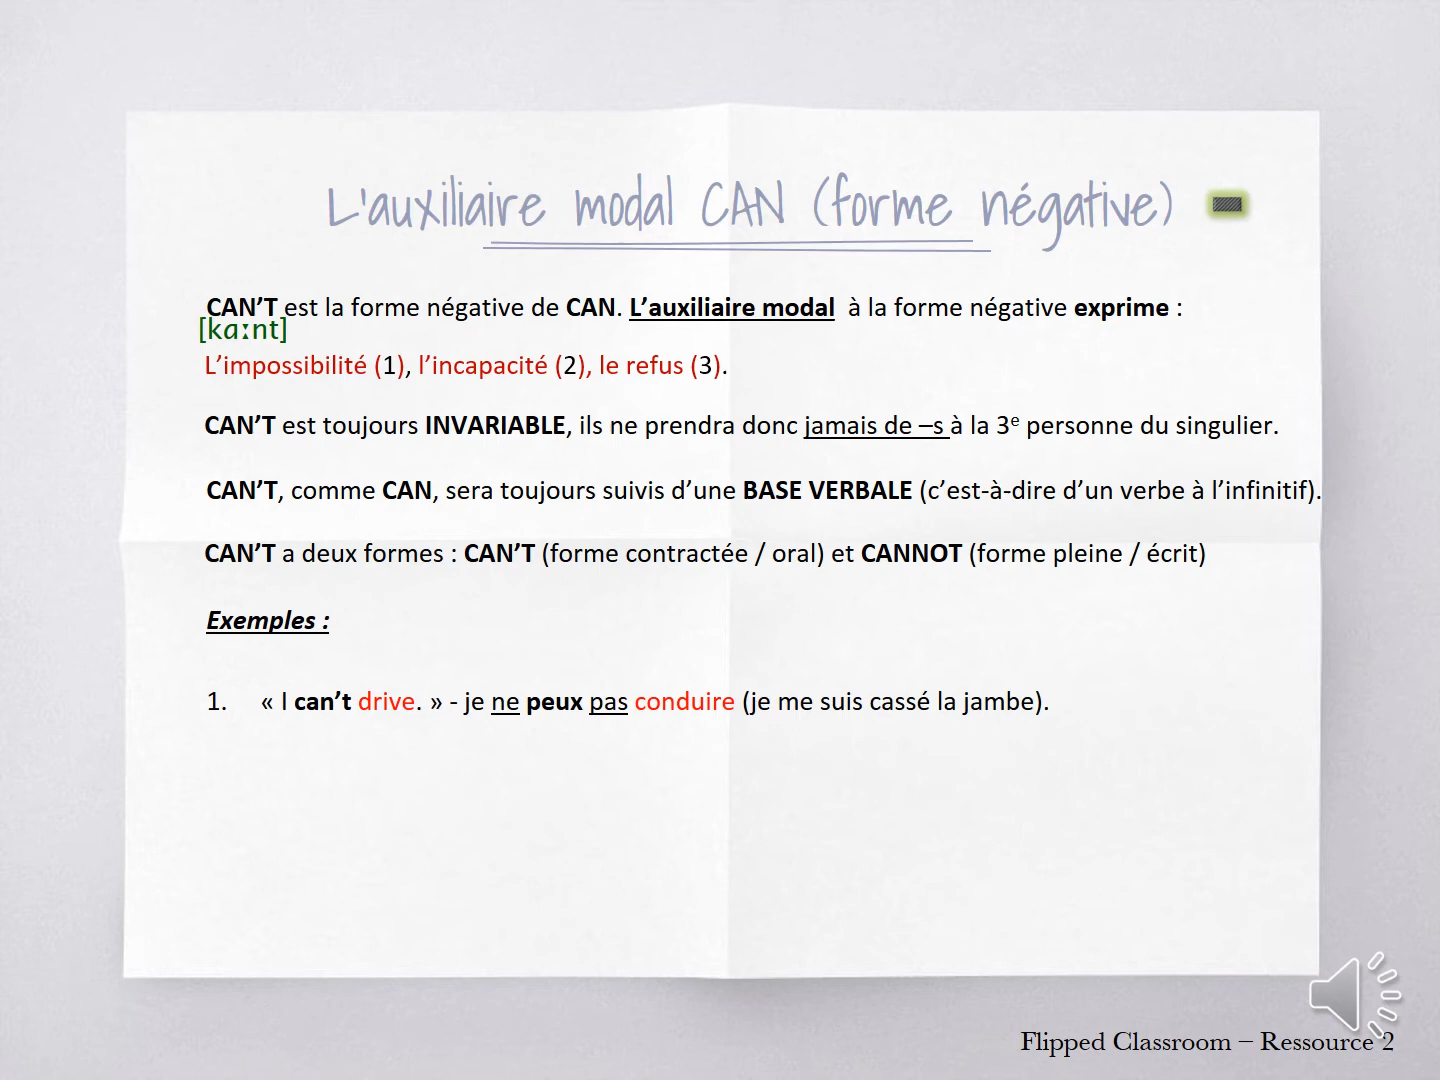 L'auxiliaire modal CAN (forme négative)
CAN’T est la forme négative de CAN. L’auxiliaire modal à la forme négative exprime :
[kɑːnt]
L’impossibilité (1), l’incapacité (2), le refus (3).
CAN’T est toujours INVARIABLE, ils ne prendra donc jamais de –s à la 3e personne du singulier.
CAN’T, comme CAN, sera toujours suivis d’une BASE VERBALE (c’est-à-dire d’un verbe à l’infinitif).
CAN’T a deux formes : CAN’T (forme contractée / oral) et CANNOT (forme pleine / écrit)
Exemples :
1. « I can’t drive. » - je ne peux pas conduire (je me suis cassé la jambe).
Flipped Classroom – Ressource 2